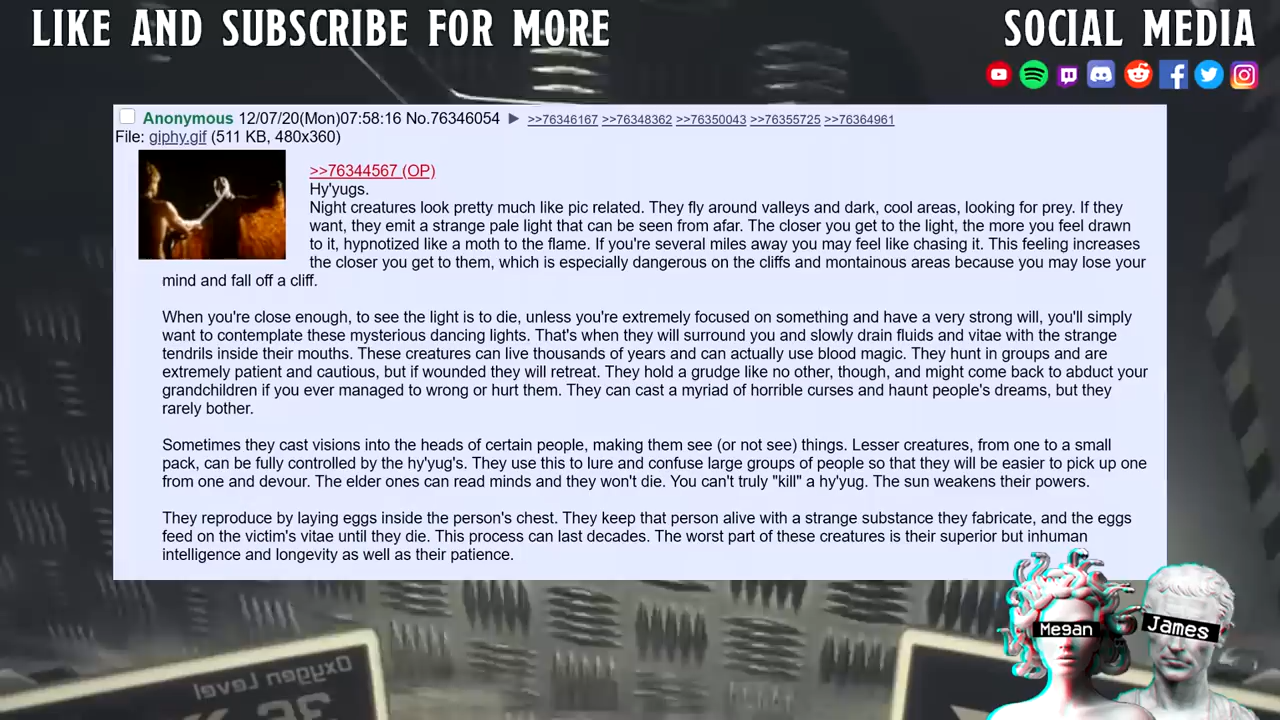 LIKE AND SUBSCRIBE FOR MORE
SOCIAL MEDIA
Anonymous 12/07/20(Mon)07:58:16 No.76346054 ▶ >>76346167 >>76348362 >>76350043 >>76355725 >>76364961
File: giphy.gif (511 KB, 480x360)
>>76344567 (OP)
Hy'yugs.
Night creatures look pretty much like pic related. They fly around valleys and dark, cool areas, looking for prey. If they
want, they emit a strange pale light that can be seen from afar. The closer you get to the light, the more you feel drawn
to it, hypnotized like a moth to the flame. If you're several miles away you may feel like chasing it. This feeling increases
the closer you get to them, which is especially dangerous on the cliffs and montainous areas because you may lose your
mind and fall off a cliff.
When you're close enough, to see the light is to die, unless you're extremely focused on something and have a very strong will, you'll simply
want to contemplate these mysterious dancing lights. That's when they will surround you and slowly drain fluids and vitae with the strange
tendrils inside their mouths. These creatures can live thousands of years and can actually use blood magic. They hunt in groups and are
extremely patient and cautious, but if wounded they will retreat. They hold a grudge like no other, though, and might come back to abduct your
grandchildren if you ever managed to wrong or hurt them. They can cast a myriad of horrible curses and haunt people's dreams, but they
rarely bother.
Sometimes they cast visions into the heads of certain people, making them see (or not see) things. Lesser creatures, from one to a small
pack, can be fully controlled by the hy'yug's. They use this to lure and confuse large groups of people so that they will be easier to pick up one
from one and devour. The elder ones can read minds and they won't die. You can't truly "kill" a hy'yug. The sun weakens their powers.
They reproduce by laying eggs inside the person's chest. They keep that person alive with a strange substance they fabricate, and the eggs
feed on the victim's vitae until they die. This process can last decades. The worst part of these creatures is their superior but inhuman
intelligence and longevity as well as their patience.
Megan
James
Oxygen Level